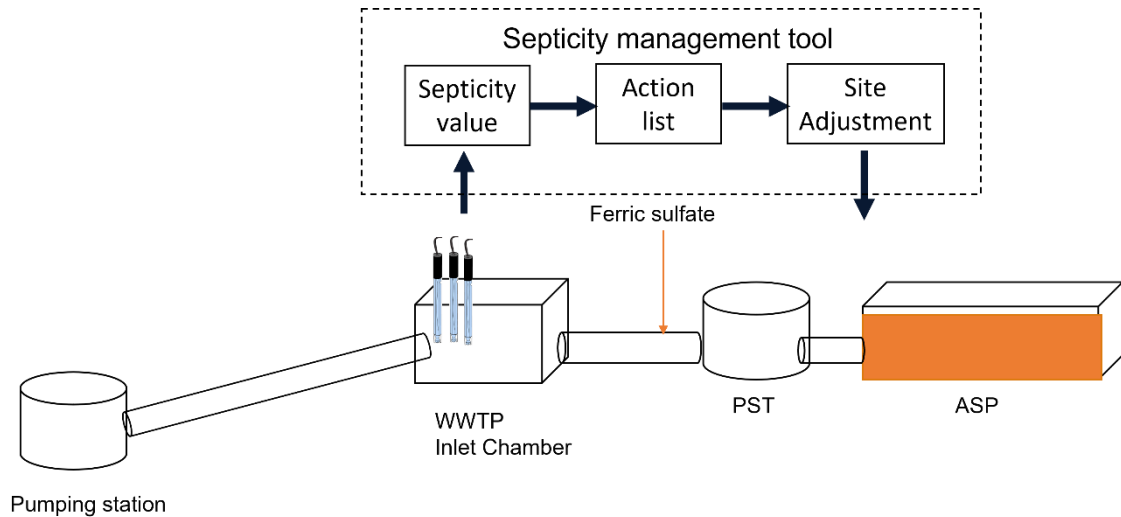 Septicity management tool
Septicity
value
Action
list
Site
Adjustment
Ferric sulfate
PST
ASP
WWTP
Inlet Chamber
Pumping station